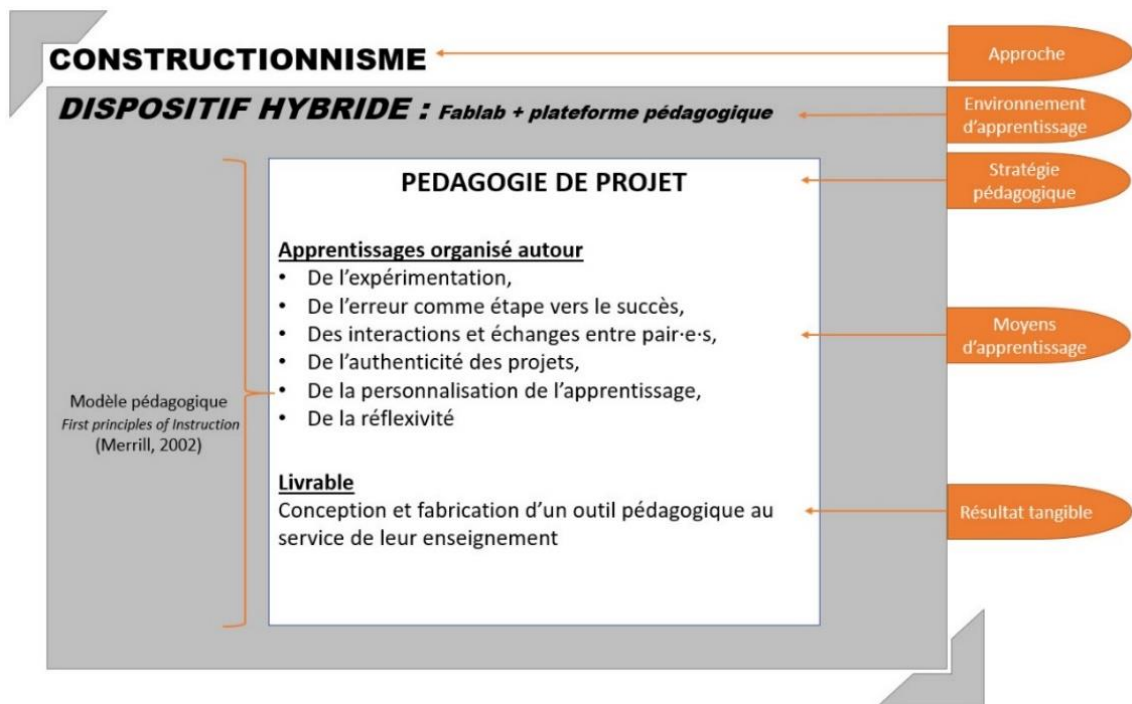 CONSTRUCTIONNISME
Approche
DISPOSITIF HYBRIDE : Fablab + plateforme pédagogique
Environnement
d'apprentissage
PEDAGOGIE DE PROJET
Stratégie
pédagogique
Apprentissages organisé autour
• De l'expérimentation,
• De l'erreur comme étape vers le succès,
• Des interactions et échanges entre pair·e·s,
• De l'authenticité des projets,
• De la personnalisation de l'apprentissage,
• De la réflexivité
Moyens
d'apprentissage
Modèle pédagogique
First principles of Instruction
(Merrill, 2002)
Livrable
Conception et fabrication d'un outil pédagogique au
service de leur enseignement
Résultat tangible